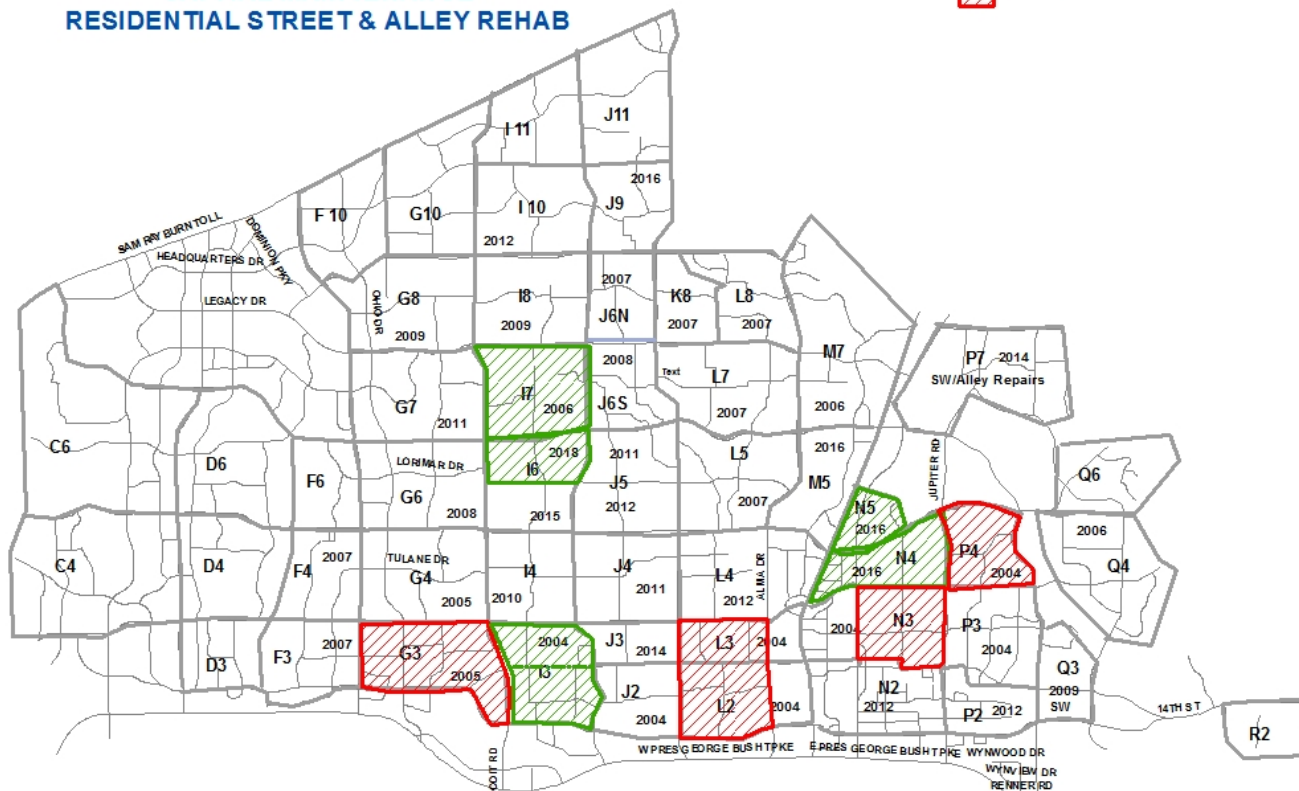 RESIDENTIAL STREET & ALLEY REHAB
I 11
J11
2016
F 10
G10
I 10
J9
SAM RAYBURN TOLL
DOMINION PKY
2012
HEADQUARTERS DR
2007
LEGACY DR
OHIO DR
G8
I8
K8
L8
J6N
2009
2009
2007
2007
M7
2008
P7
2014
Text
L7
SW/Alley Repairs
I7
G7
2006
J6S
2007
2006
2011
C6
2016
JUPITER RD
D6
LORIMAR DR
2018
2011
L5
I6
J5
F6
G6
M5
Q6
2007
2012
N5
2008
2015
2016
2006
P4
2007
TULANE DR
N4
C4
D4
F4
G4
I4
J4
L4
ALMA DR
2016
2004
Q4
2011
2005
2010
2012
N3
P3
2004
2007
2004
J3
L3
2004
G3
2014
2004
D3
F3
I3
Q3
2005
N2
J2
2009
L2
2004
2004
2012
P2
2012
SW
14TH ST
R2
W PRES GEORGE BUSH TPKE
E PRES GEORGE BUSH TPKE
WYNWOOD DR
COIT RD
WYNVIEW DR
RENNER RD